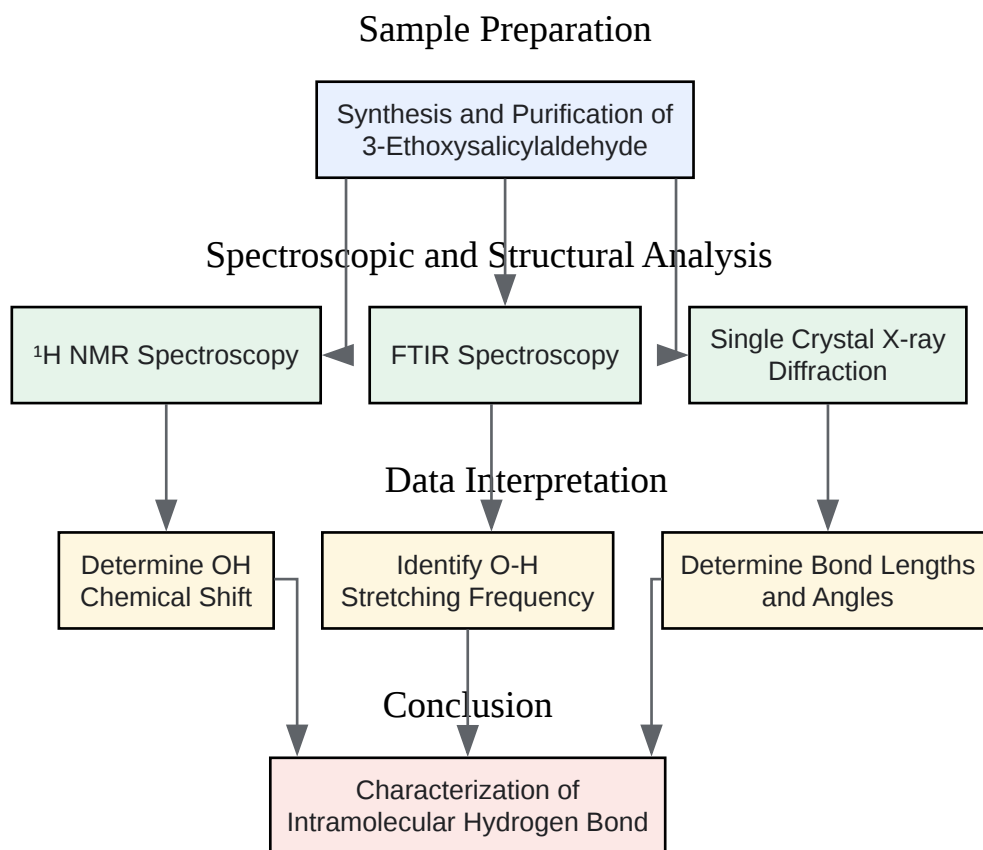 Sample Preparation
Synthesis and Purification of
3-Ethoxysalicylaldehyde
Spectroscopic and Structural Analysis
¹H NMR Spectroscopy
FTIR Spectroscopy
Single Crystal X-ray
Diffraction
Data Interpretation
Determine OH
Chemical Shift
Identify O-H
Stretching Frequency
Determine Bond Lengths
and Angles
Conclusion
Characterization of
Intramolecular Hydrogen Bond